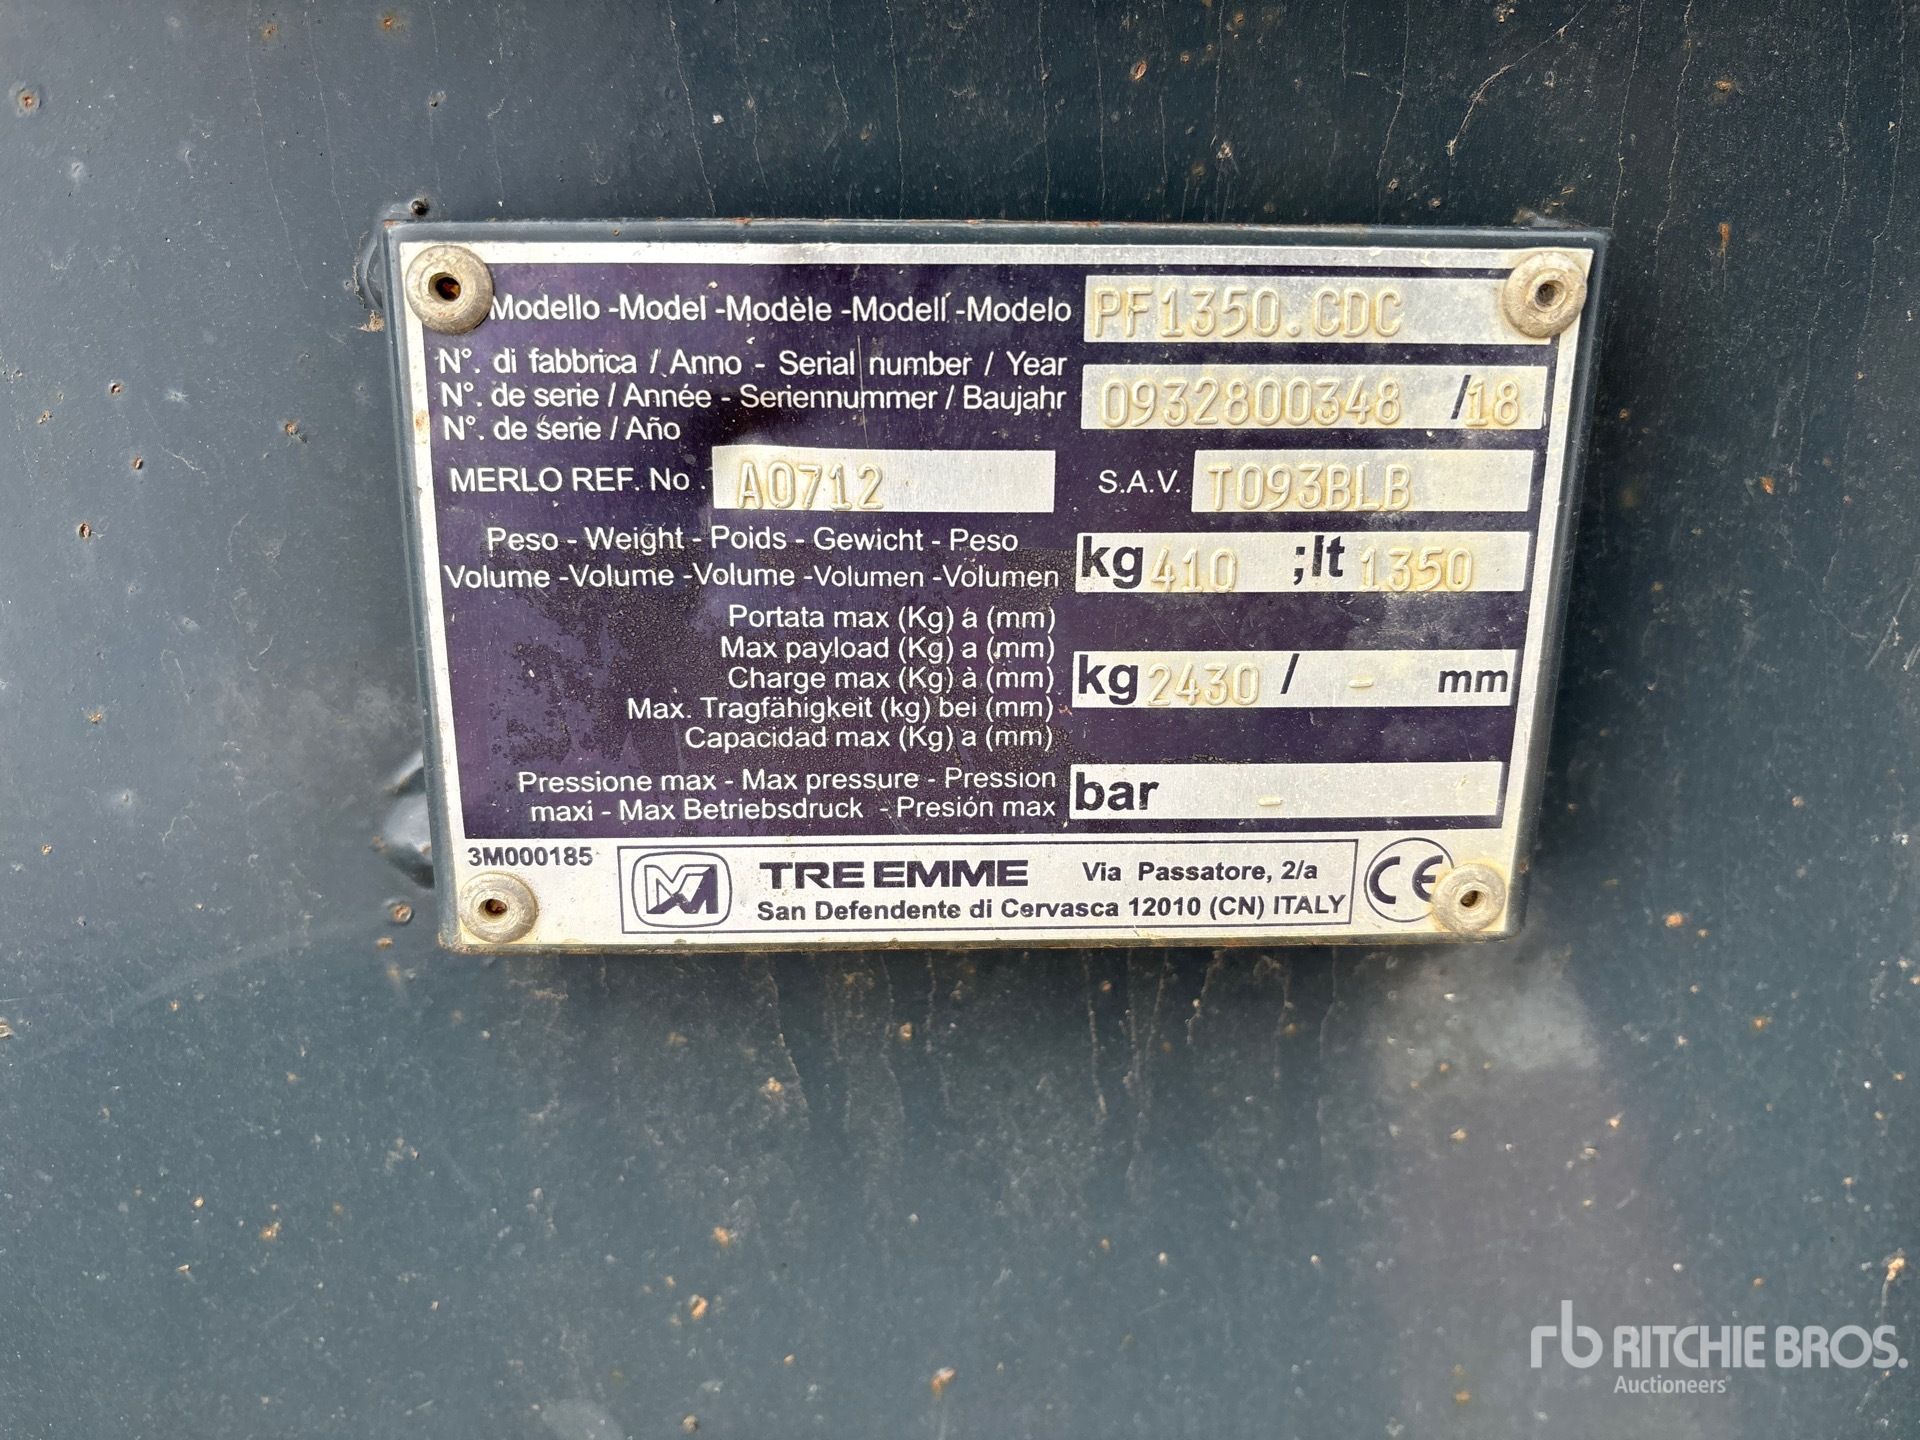 Modello -Model -Modèle -Modell -Modelo PF1350.CDC
N°. di fabbrica / Anno - Serial number / Year
N°. de serie / Année - Seriennummer / Baujahr 0932800348 /18
N°. de serie / Año
MERLO REF. No . A0712 S.A.V. T093BLB
Peso - Weight - Poids - Gewicht - Peso
Volume -Volume -Volume -Volumen -Volumen kg 410 ;lt 1350
Portata max (Kg) á (mm)
Max payload (Kg) a (mm)
Charge max (Kg) à (mm) kg 2430 / - mm
Max. Tragfähigkeit (kg) bei (mm)
Capacidad max (Kg) a (mm)
Pressione max - Max pressure - Pression
maxi - Max Betriebsdruck - Presión max bar -
3M000185
TRE EMME Via Passatore, 2/a
San Defendente di Cervasca 12010 (CN) ITALY
CE
rb RITCHIE BROS.
Auctioneers